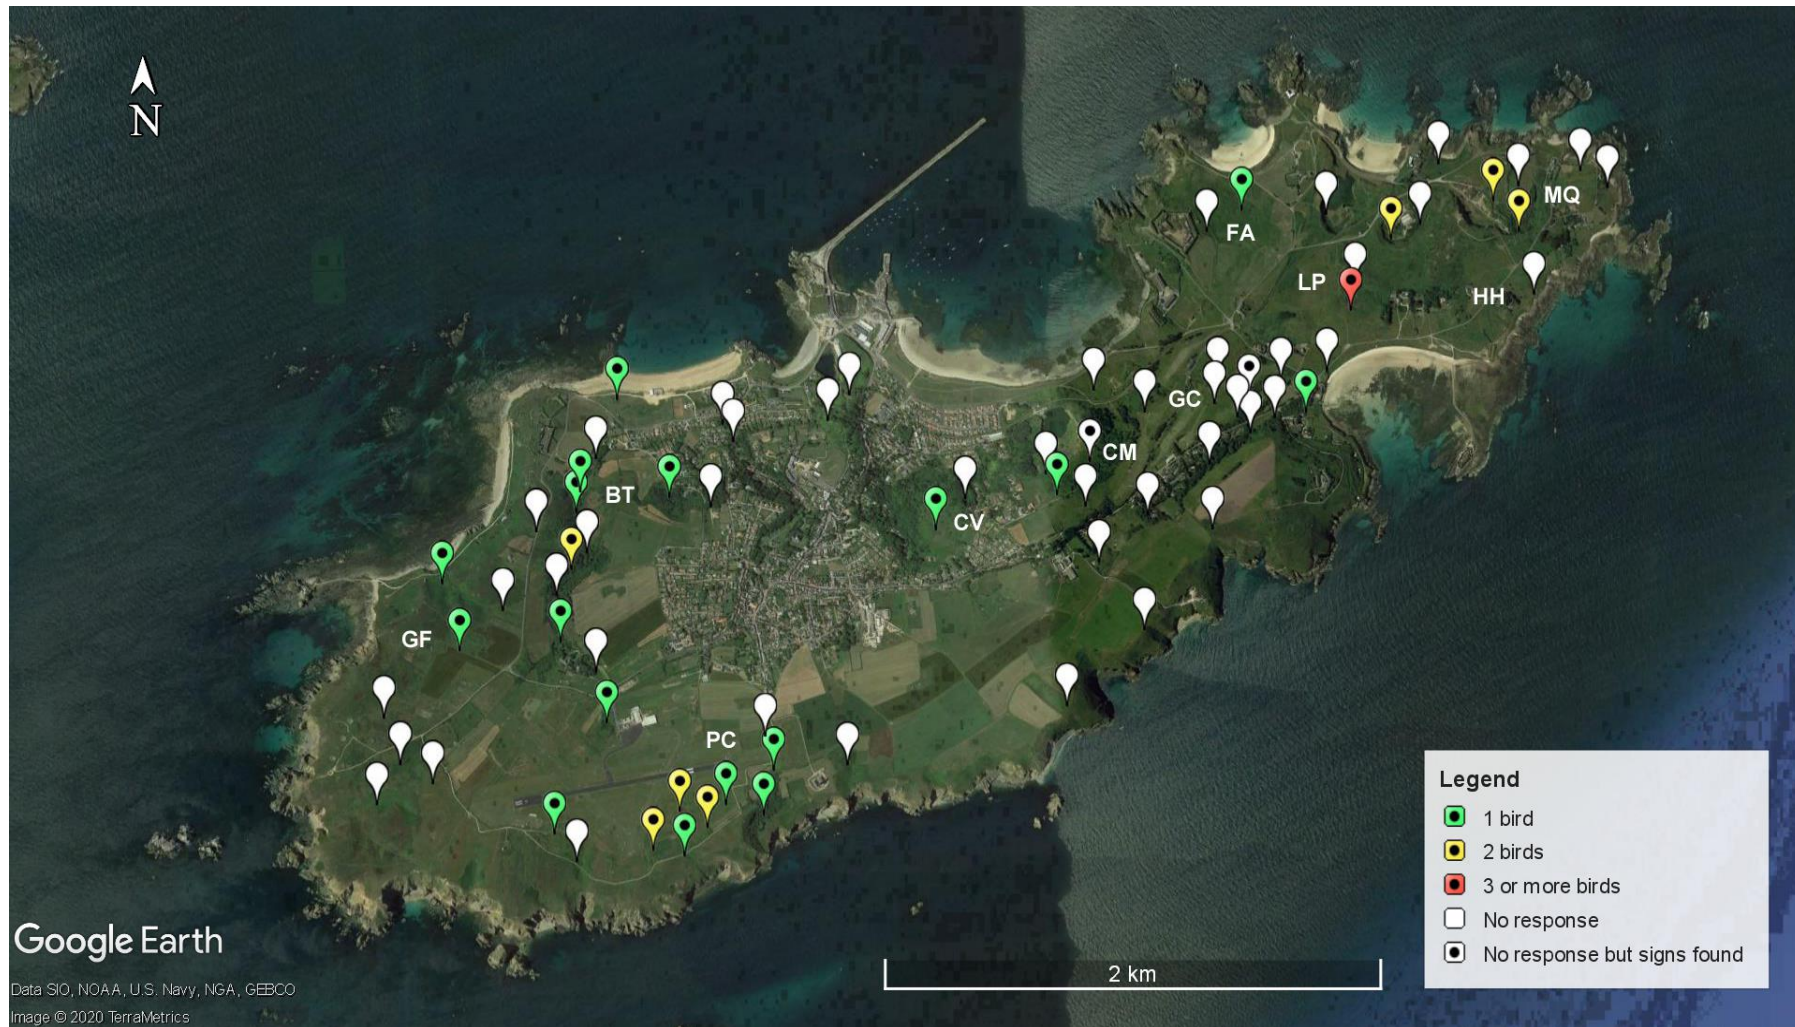 N
MQ
FA
LP
HH
GC
CM
BT
CV
GF
PC
Legend
1 bird
2 birds
3 or more birds
No response
No response but signs found
Google Earth
2 km
Data SIO, NOAA, U.S. Navy, NGA, GEBCO
Image © 2020 TerraMetrics